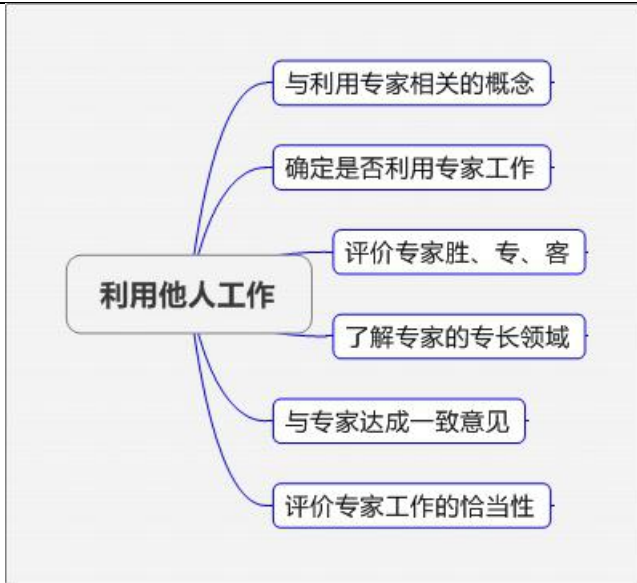 与利用专家相关的概念
确定是否利用专家工作
评价专家胜、专、客
利用他人工作
了解专家的专长领域
与专家达成一致意见
评价专家工作的恰当性